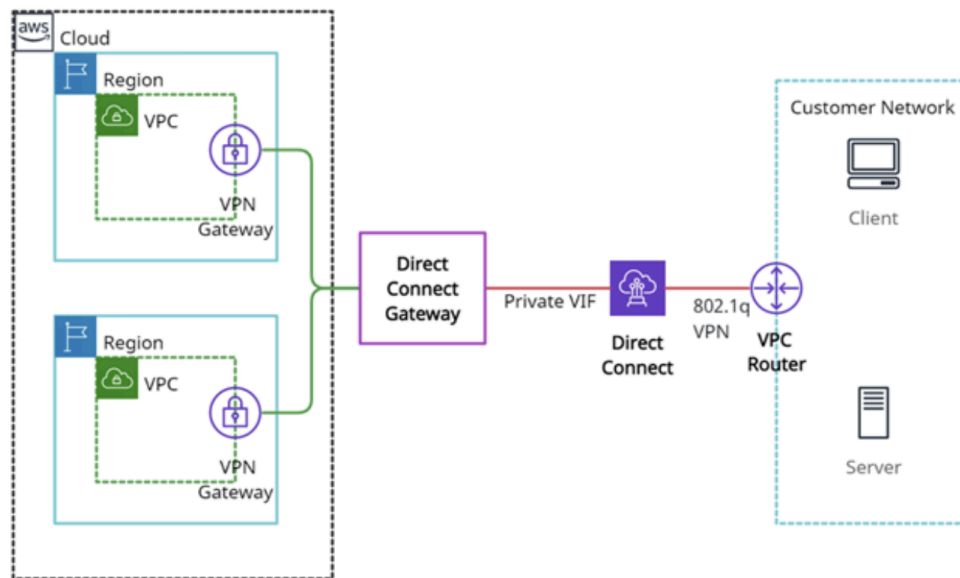 aws
Cloud
Region
VPC
VPN
Gateway
Region
VPC
VPN
Gateway
Direct
Connect
Gateway
Private VIF
Direct
Connect
802.1q
VPN
VPC
Router
Customer Network
Client
Server